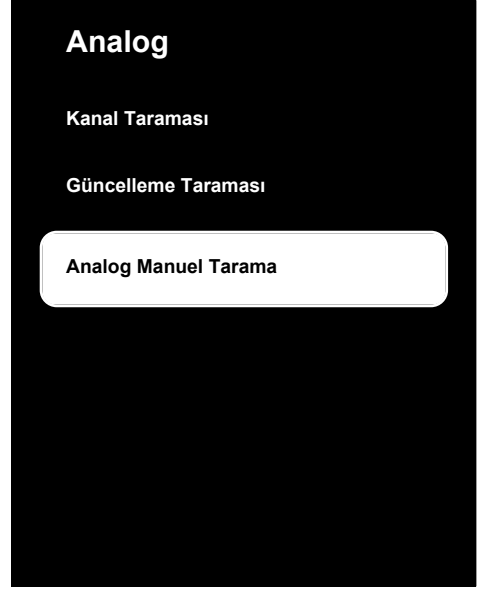 Analog
Kanal Taraması
Güncelleme Taraması
Analog Manuel Tarama